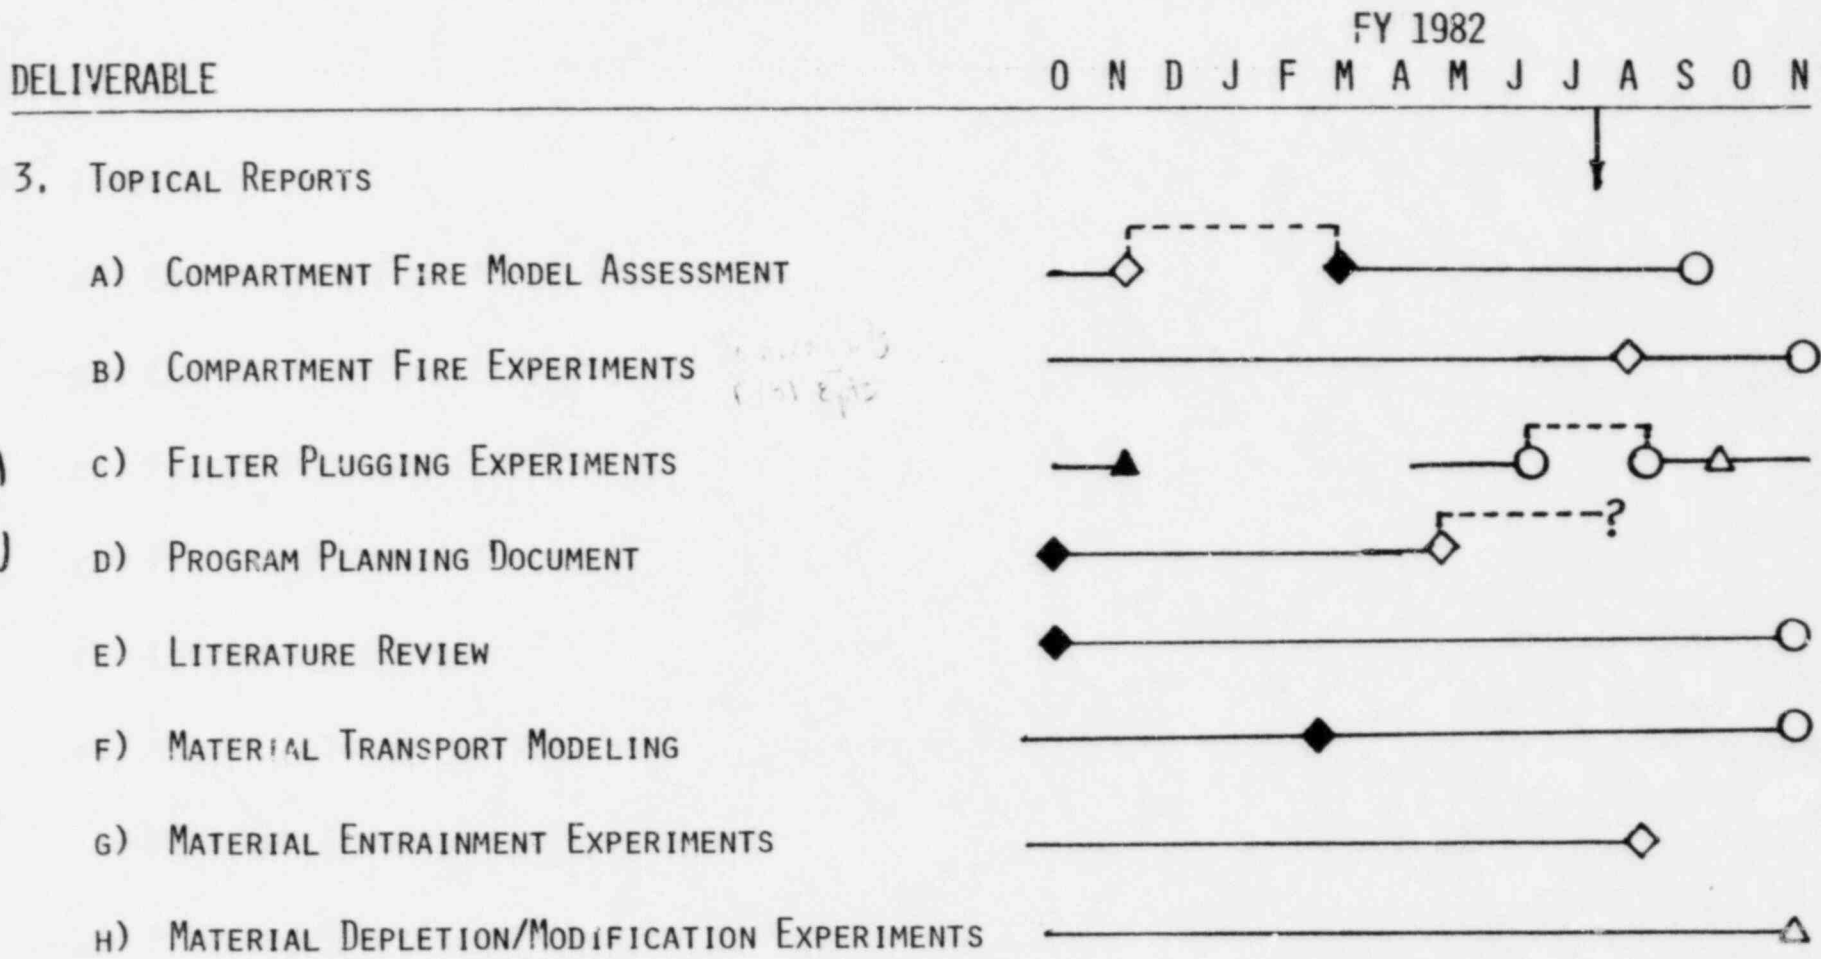 FY 1982
DELIVERABLE O N D J F M A M J J A S O N
3. TOPICAL REPORTS
A) COMPARTMENT FIRE MODEL ASSESSMENT
B) COMPARTMENT FIRE EXPERIMENTS
C) FILTER PLUGGING EXPERIMENTS
?
D) PROGRAM PLANNING DOCUMENT
E) LITERATURE REVIEW
F) MATERIAL TRANSPORT MODELING
G) MATERIAL ENTRAINMENT EXPERIMENTS
H) MATERIAL DEPLETION/MODIFICATION EXPERIMENTS